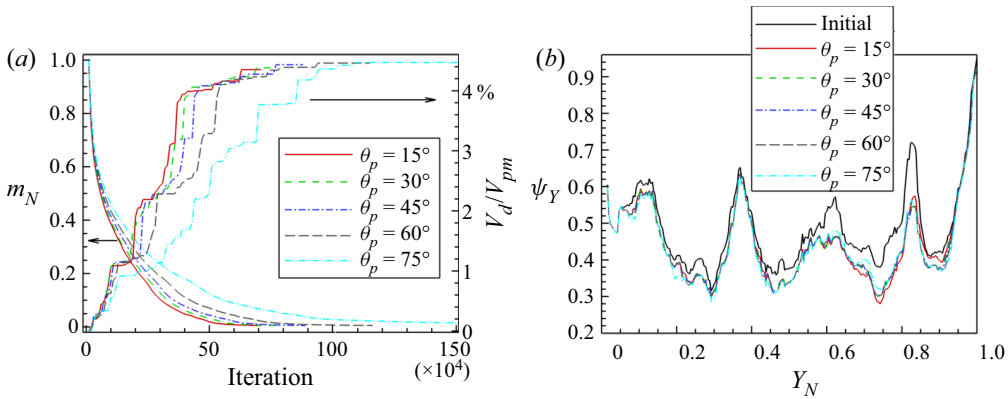 (a)
1.0
0.8
0.6
0.4
0.2
0
m_N
4 %
3
2
1
0
V_d/V_pm
θ_p = 15°
θ_p = 30°
θ_p = 45°
θ_p = 60°
θ_p = 75°
0 50 100 150
(×10⁴)
Iteration
(b)
Initial
θ_p = 15°
θ_p = 30°
θ_p = 45°
θ_p = 60°
θ_p = 75°
0.9
0.8
0.7
0.6
0.5
0.4
0.3
0.2
ψ_Y
0 0.2 0.4 0.6 0.8 1.0
Y_N